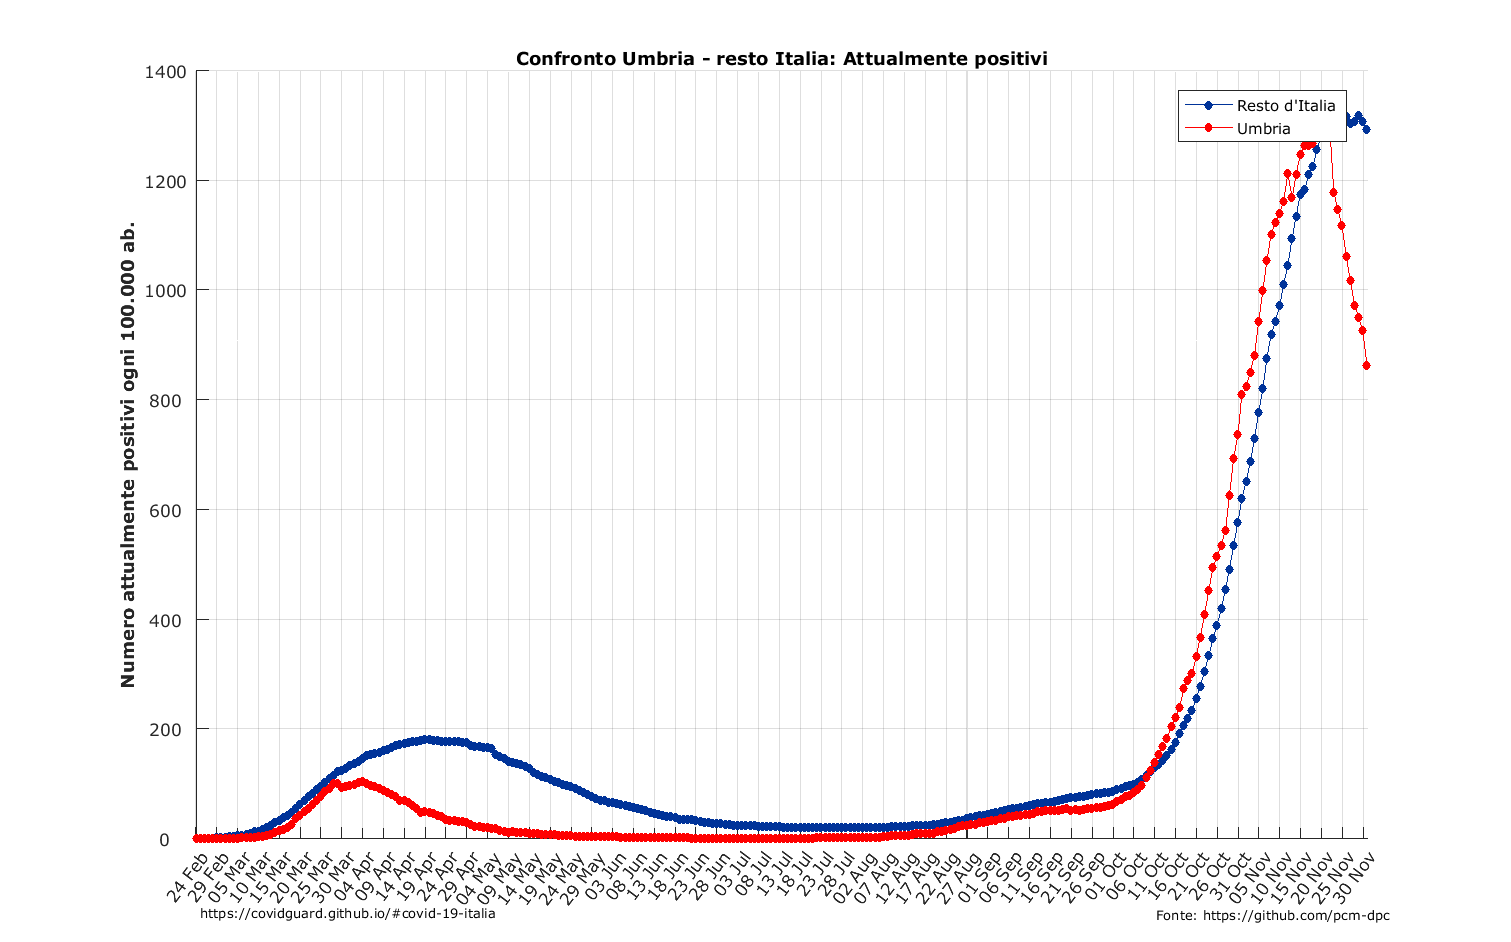 Confronto Umbria - resto Italia: Attualmente positivi
Numero attualmente positivi ogni 100.000 ab.
1400
1200
1000
800
600
400
200
0
Resto d'Italia
Umbria
24 Feb
29 Feb
05 Mar
10 Mar
15 Mar
20 Mar
25 Mar
30 Mar
04 Apr
09 Apr
14 Apr
19 Apr
24 Apr
29 Apr
04 May
09 May
14 May
19 May
24 May
29 May
03 Jun
08 Jun
13 Jun
18 Jun
23 Jun
28 Jun
03 Jul
08 Jul
13 Jul
18 Jul
23 Jul
28 Jul
02 Aug
07 Aug
12 Aug
17 Aug
22 Aug
27 Aug
01 Sep
06 Sep
11 Sep
16 Sep
21 Sep
26 Sep
01 Oct
06 Oct
11 Oct
16 Oct
21 Oct
26 Oct
31 Oct
05 Nov
10 Nov
15 Nov
20 Nov
25 Nov
30 Nov
https://covidguard.github.io/#covid-19-italia
Fonte: https://github.com/pcm-dpc